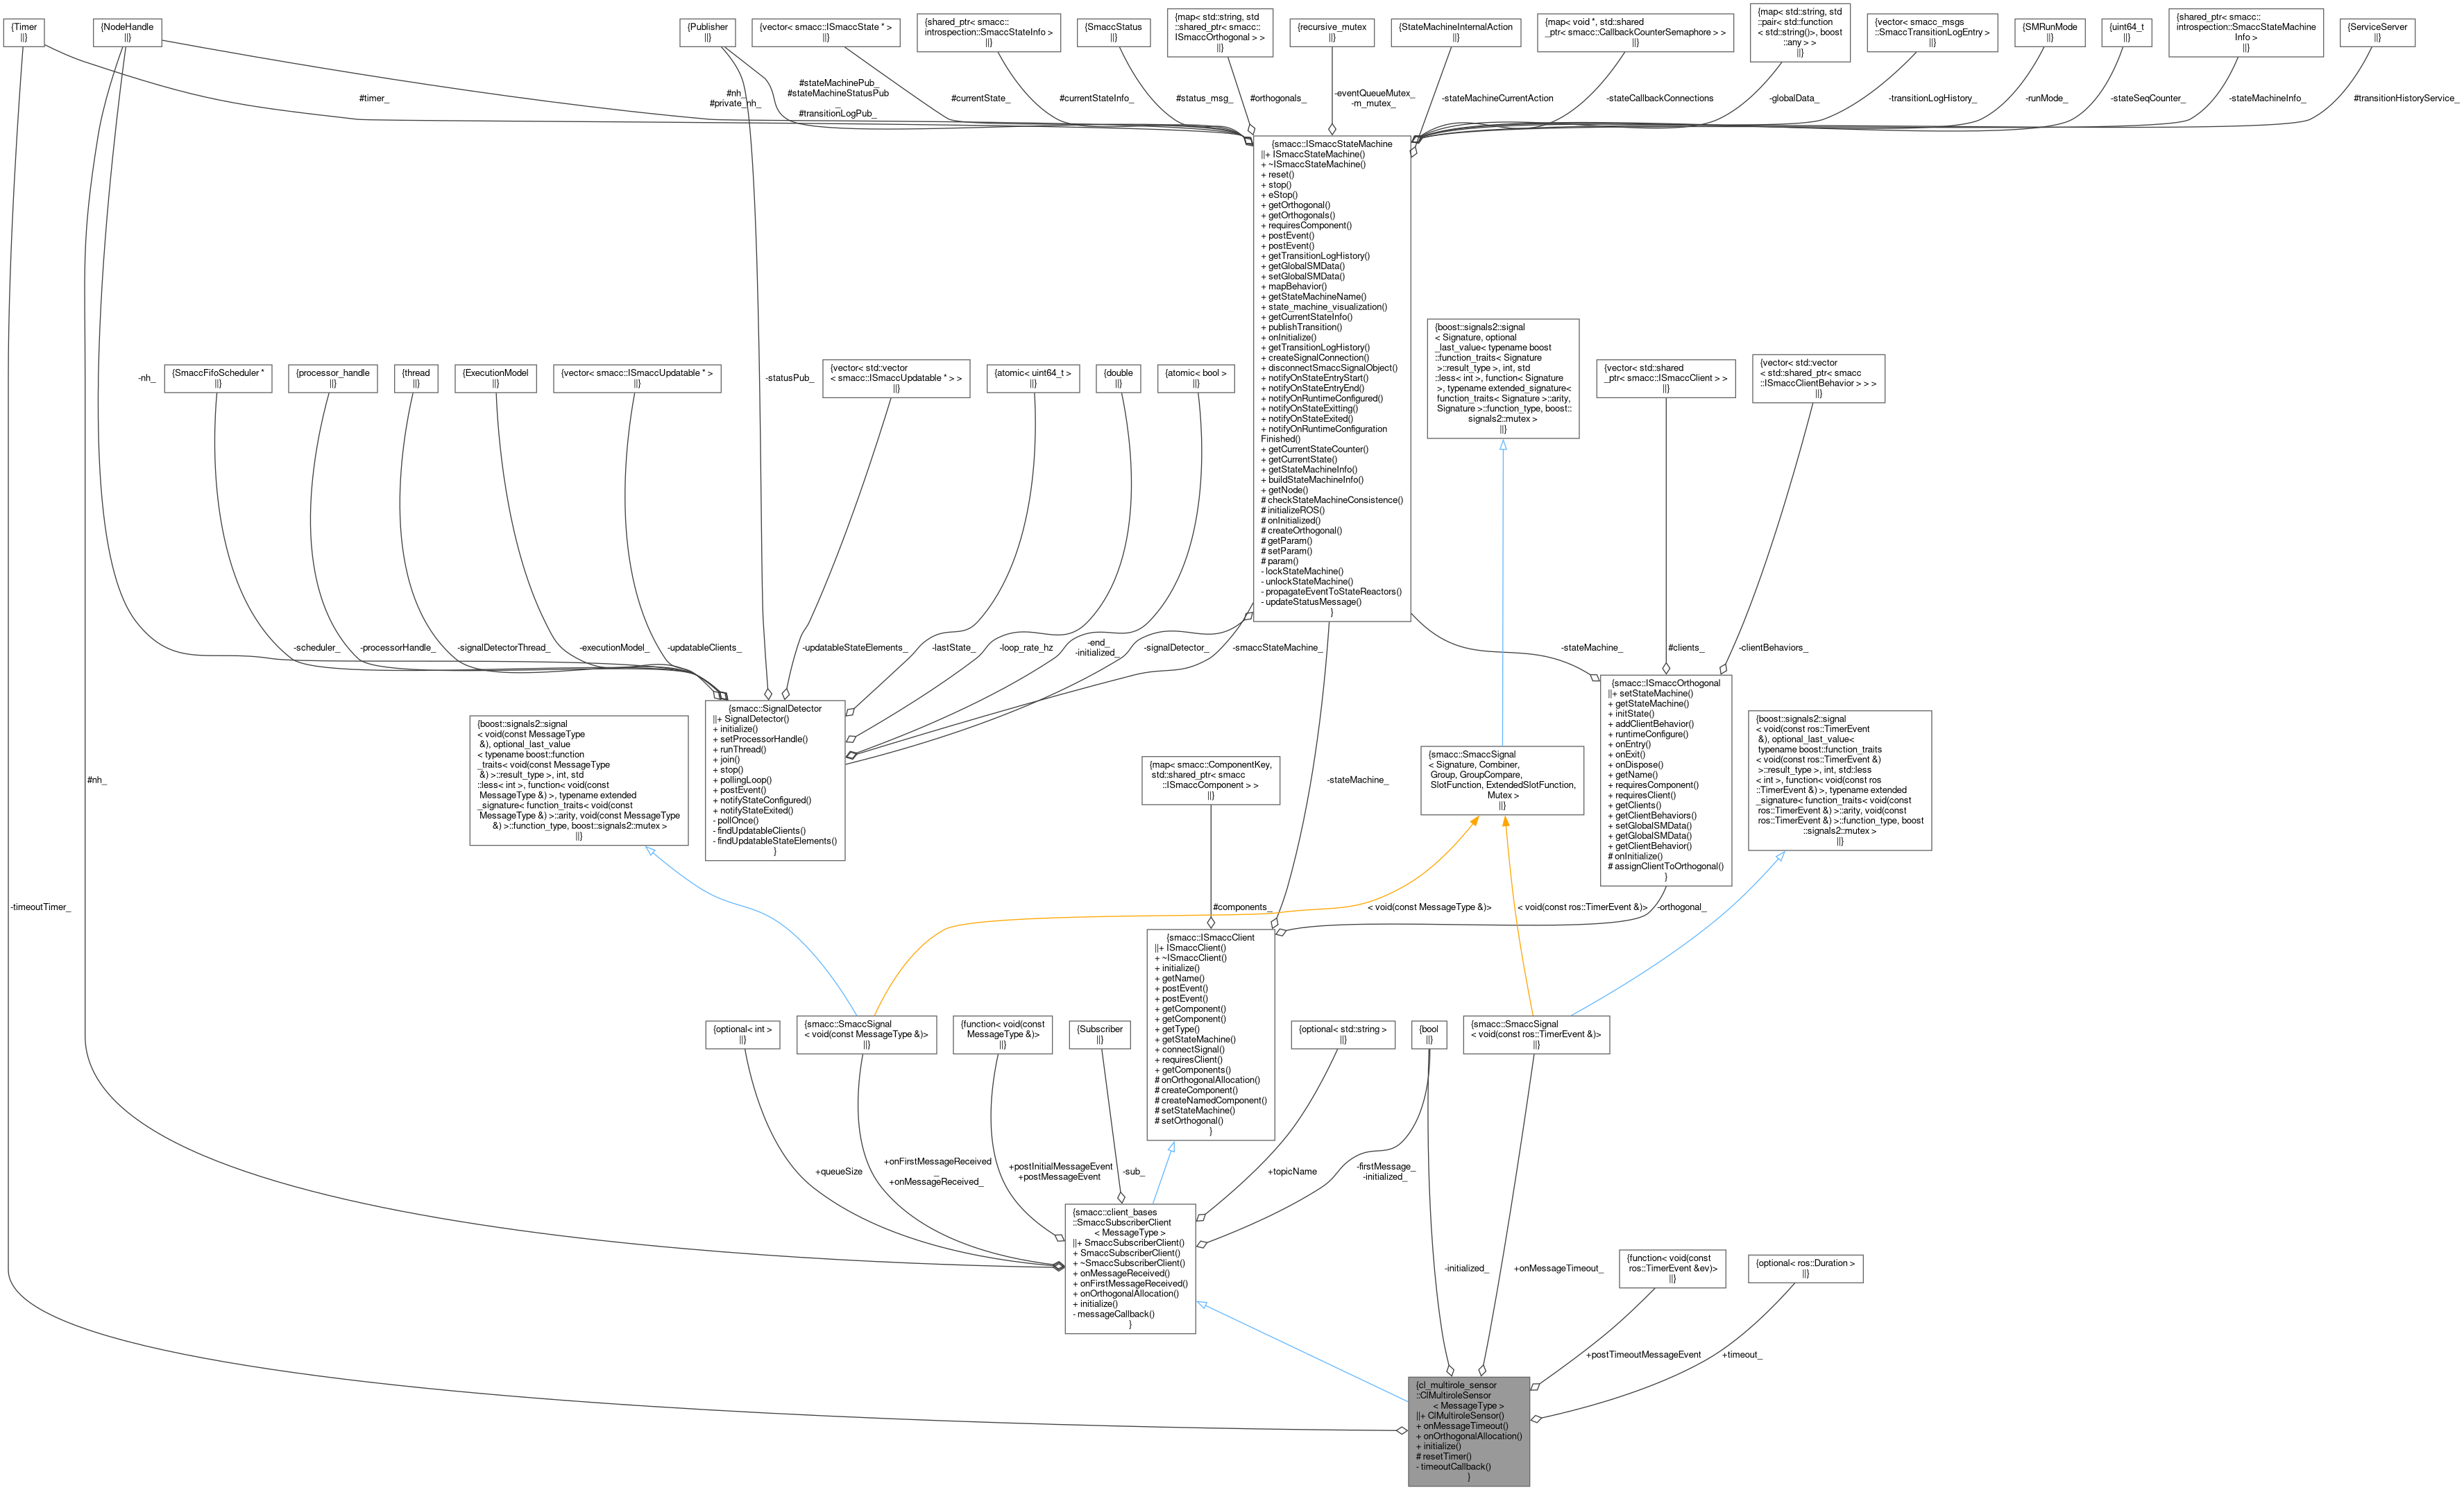 {Timer
||}
{NodeHandle
||}
{Publisher
||}
{vector< smacc::ISmaccState * >
||}
{shared_ptr< smacc::
introspection::SmaccStateInfo >
||}
{SmaccStatus
||}
{map< std::string, std
::shared_ptr< smacc::
ISmaccOrthogonal > >
||}
{recursive_mutex
||}
{StateMachineInternalAction
||}
{map< void *, std::shared
_ptr< smacc::CallbackCounterSemaphore > >
||}
{map< std::string, std
::pair< std::function
< std::string()>, boost
::any > >
||}
{vector< smacc_msgs
::SmaccTransitionLogEntry >
||}
{SMRunMode
||}
{uint64_t
||}
{shared_ptr< smacc::
introspection::SmaccStateMachine
Info >
||}
{ServiceServer
||}
#timer_
#nh_
#private_nh_
#stateMachinePub_
#stateMachineStatusPub
_
#transitionLogPub_
#currentState_
#currentStateInfo_
#status_msg_
#orthogonals_
-eventQueueMutex_
-m_mutex_
-stateMachineCurrentAction
-stateCallbackConnections
-globalData_
-transitionLogHistory_
-runMode_
-stateSeqCounter_
-stateMachineInfo_
#transitionHistoryService_
{smacc::ISmaccStateMachine
||+ ISmaccStateMachine()
+ ~ISmaccStateMachine()
+ reset()
+ stop()
+ eStop()
+ getOrthogonal()
+ getOrthogonals()
+ requiresComponent()
+ postEvent()
+ postEvent()
+ getTransitionLogHistory()
+ getGlobalSMData()
+ setGlobalSMData()
+ mapBehavior()
+ getStateMachineName()
+ state_machine_visualization()
+ getCurrentStateInfo()
+ publishTransition()
+ onInitialize()
+ getTransitionLogHistory()
+ createSignalConnection()
+ disconnectSmaccSignalObject()
+ notifyOnStateEntryStart()
+ notifyOnStateEntryEnd()
+ notifyOnRuntimeConfigured()
+ notifyOnStateExitting()
+ notifyOnStateExited()
+ notifyOnRuntimeConfiguration
Finished()
+ getCurrentStateCounter()
+ getCurrentState()
+ getStateMachineInfo()
+ buildStateMachineInfo()
+ getNode()
# checkStateMachineConsistence()
# initializeROS()
# onInitialized()
# createOrthogonal()
# getParam()
# setParam()
# param()
- lockStateMachine()
- unlockStateMachine()
- propagateEventToStateReactors()
- updateStatusMessage()
}
{boost::signals2::signal
< Signature, optional
_last_value< typename boost
::function_traits< Signature
>::result_type >, int, std
::less< int >, function< Signature
>, typename extended_signature<
function_traits< Signature >::arity,
Signature >::function_type, boost::
signals2::mutex >
||}
{vector< std::shared
_ptr< smacc::ISmaccClient > >
||}
{vector< std::vector
< std::shared_ptr< smacc
::ISmaccClientBehavior > > >
||}
{SmaccFifoScheduler *
||}
{processor_handle
||}
{thread
||}
{ExecutionModel
||}
{vector< smacc::ISmaccUpdatable * >
||}
{vector< std::vector
< smacc::ISmaccUpdatable * > >
||}
{atomic< uint64_t >
||}
{double
||}
{atomic< bool >
||}
-nh_
-statusPub_
-scheduler_
-processorHandle_
-signalDetectorThread_
-executionModel_
-updatableClients_
-updatableStateElements_
-lastState_
-loop_rate_hz
-end_
-initialized_
-signalDetector_
-smaccStateMachine_
-stateMachine_
#clients_
-clientBehaviors_
{smacc::SignalDetector
||+ SignalDetector()
+ initialize()
+ setProcessorHandle()
+ runThread()
+ join()
+ stop()
+ pollingLoop()
+ postEvent()
+ notifyStateConfigured()
+ notifyStateExited()
- pollOnce()
- findUpdatableClients()
- findUpdatableStateElements()
}
{smacc::ISmaccOrthogonal
||+ setStateMachine()
+ getStateMachine()
+ initState()
+ addClientBehavior()
+ runtimeConfigure()
+ onEntry()
+ onExit()
+ onDispose()
+ getName()
+ requiresComponent()
+ requiresClient()
+ getClients()
+ getClientBehaviors()
+ setGlobalSMData()
+ getGlobalSMData()
+ getClientBehavior()
# onInitialize()
# assignClientToOrthogonal()
}
{boost::signals2::signal
< void(const MessageType
&), optional_last_value
< typename boost::function
_traits< void(const MessageType
&) >::result_type >, int, std
::less< int >, function< void(const
MessageType &) >, typename extended
_signature< function_traits< void(const
MessageType &) >::arity, void(const MessageType
&) >::function_type, boost::signals2::mutex >
||}
{boost::signals2::signal
< void(const ros::TimerEvent
&), optional_last_value<
typename boost::function_traits
< void(const ros::TimerEvent &)
>::result_type >, int, std::less
< int >, function< void(const ros
::TimerEvent &) >, typename extended
_signature< function_traits< void(const
ros::TimerEvent &) >::arity, void(const
ros::TimerEvent &) >::function_type, boost
::signals2::mutex >
||}
{map< smacc::ComponentKey,
std::shared_ptr< smacc
::ISmaccComponent > >
||}
{smacc::SmaccSignal
< Signature, Combiner,
Group, GroupCompare,
SlotFunction, ExtendedSlotFunction,
Mutex >
||}
#nh_
-stateMachine_
-timeoutTimer_
#components_
< void(const MessageType &)>
< void(const ros::TimerEvent &)>
-orthogonal_
{smacc::ISmaccClient
||+ ISmaccClient()
+ ~ISmaccClient()
+ initialize()
+ getName()
+ postEvent()
+ postEvent()
+ getComponent()
+ getComponent()
+ getType()
+ getStateMachine()
+ connectSignal()
+ requiresClient()
+ getComponents()
# onOrthogonalAllocation()
# createComponent()
# createNamedComponent()
# setStateMachine()
# setOrthogonal()
}
{optional< int >
||}
{smacc::SmaccSignal
< void(const MessageType &)>
||}
{function< void(const
MessageType &)>
||}
{Subscriber
||}
{optional< std::string >
||}
{bool
||}
{smacc::SmaccSignal
< void(const ros::TimerEvent &)>
||}
+queueSize
+onFirstMessageReceived
_
+onMessageReceived_
+postInitialMessageEvent
+postMessageEvent
-sub_
+topicName
-firstMessage_
-initialized_
{smacc::client_bases
::SmaccSubscriberClient
< MessageType >
||+ SmaccSubscriberClient()
+ SmaccSubscriberClient()
+ ~SmaccSubscriberClient()
+ onMessageReceived()
+ onFirstMessageReceived()
+ onOrthogonalAllocation()
+ initialize()
- messageCallback()
}
-initialized_
+onMessageTimeout_
{function< void(const
ros::TimerEvent &ev)>
||}
{optional< ros::Duration >
||}
+postTimeoutMessageEvent
+timeout_
{cl_multirole_sensor
::ClMultiroleSensor
< MessageType >
||+ ClMultiroleSensor()
+ onMessageTimeout()
+ onOrthogonalAllocation()
+ initialize()
# resetTimer()
- timeoutCallback()
}